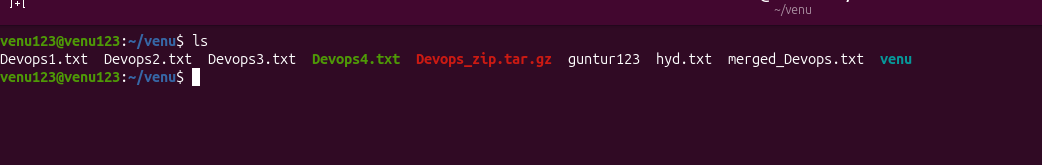 ~/venu
venu123@venu123:~/venu$ ls
Devops1.txt  Devops2.txt  Devops3.txt  Devops4.txt  Devops_zip.tar.gz  guntur123  hyd.txt  merged_Devops.txt  venu
venu123@venu123:~/venu$